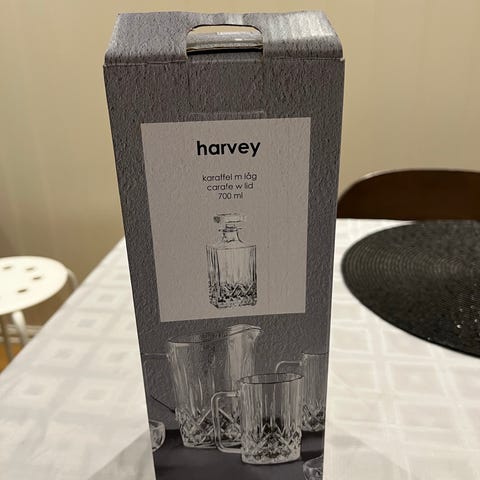 harvey
karaffel m låg
carafe w lid
700 ml